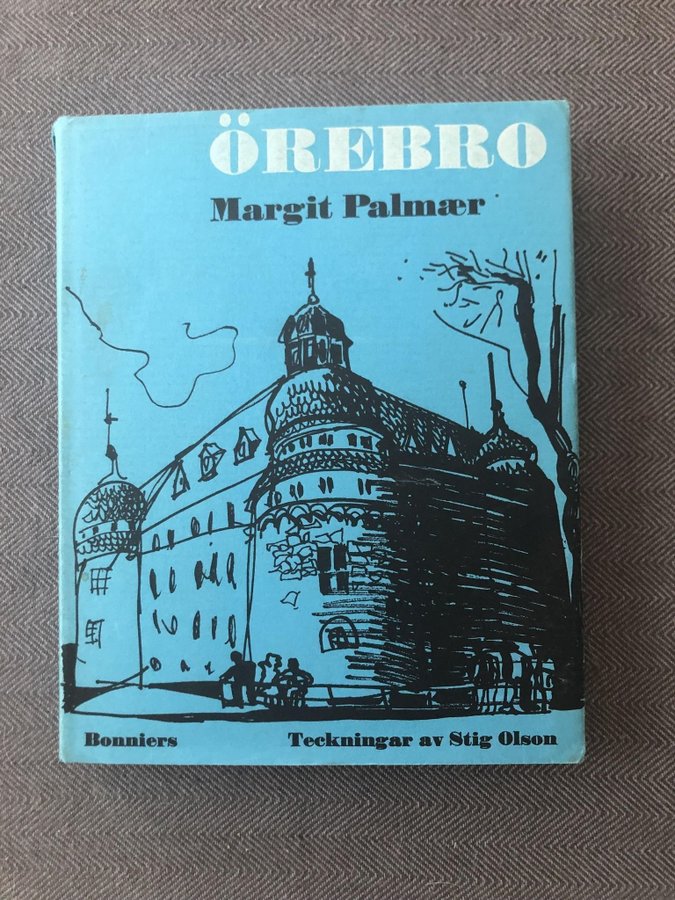 ÖREBRO
Margit Palmær
Bonniers
Teckningar av Stig Olson